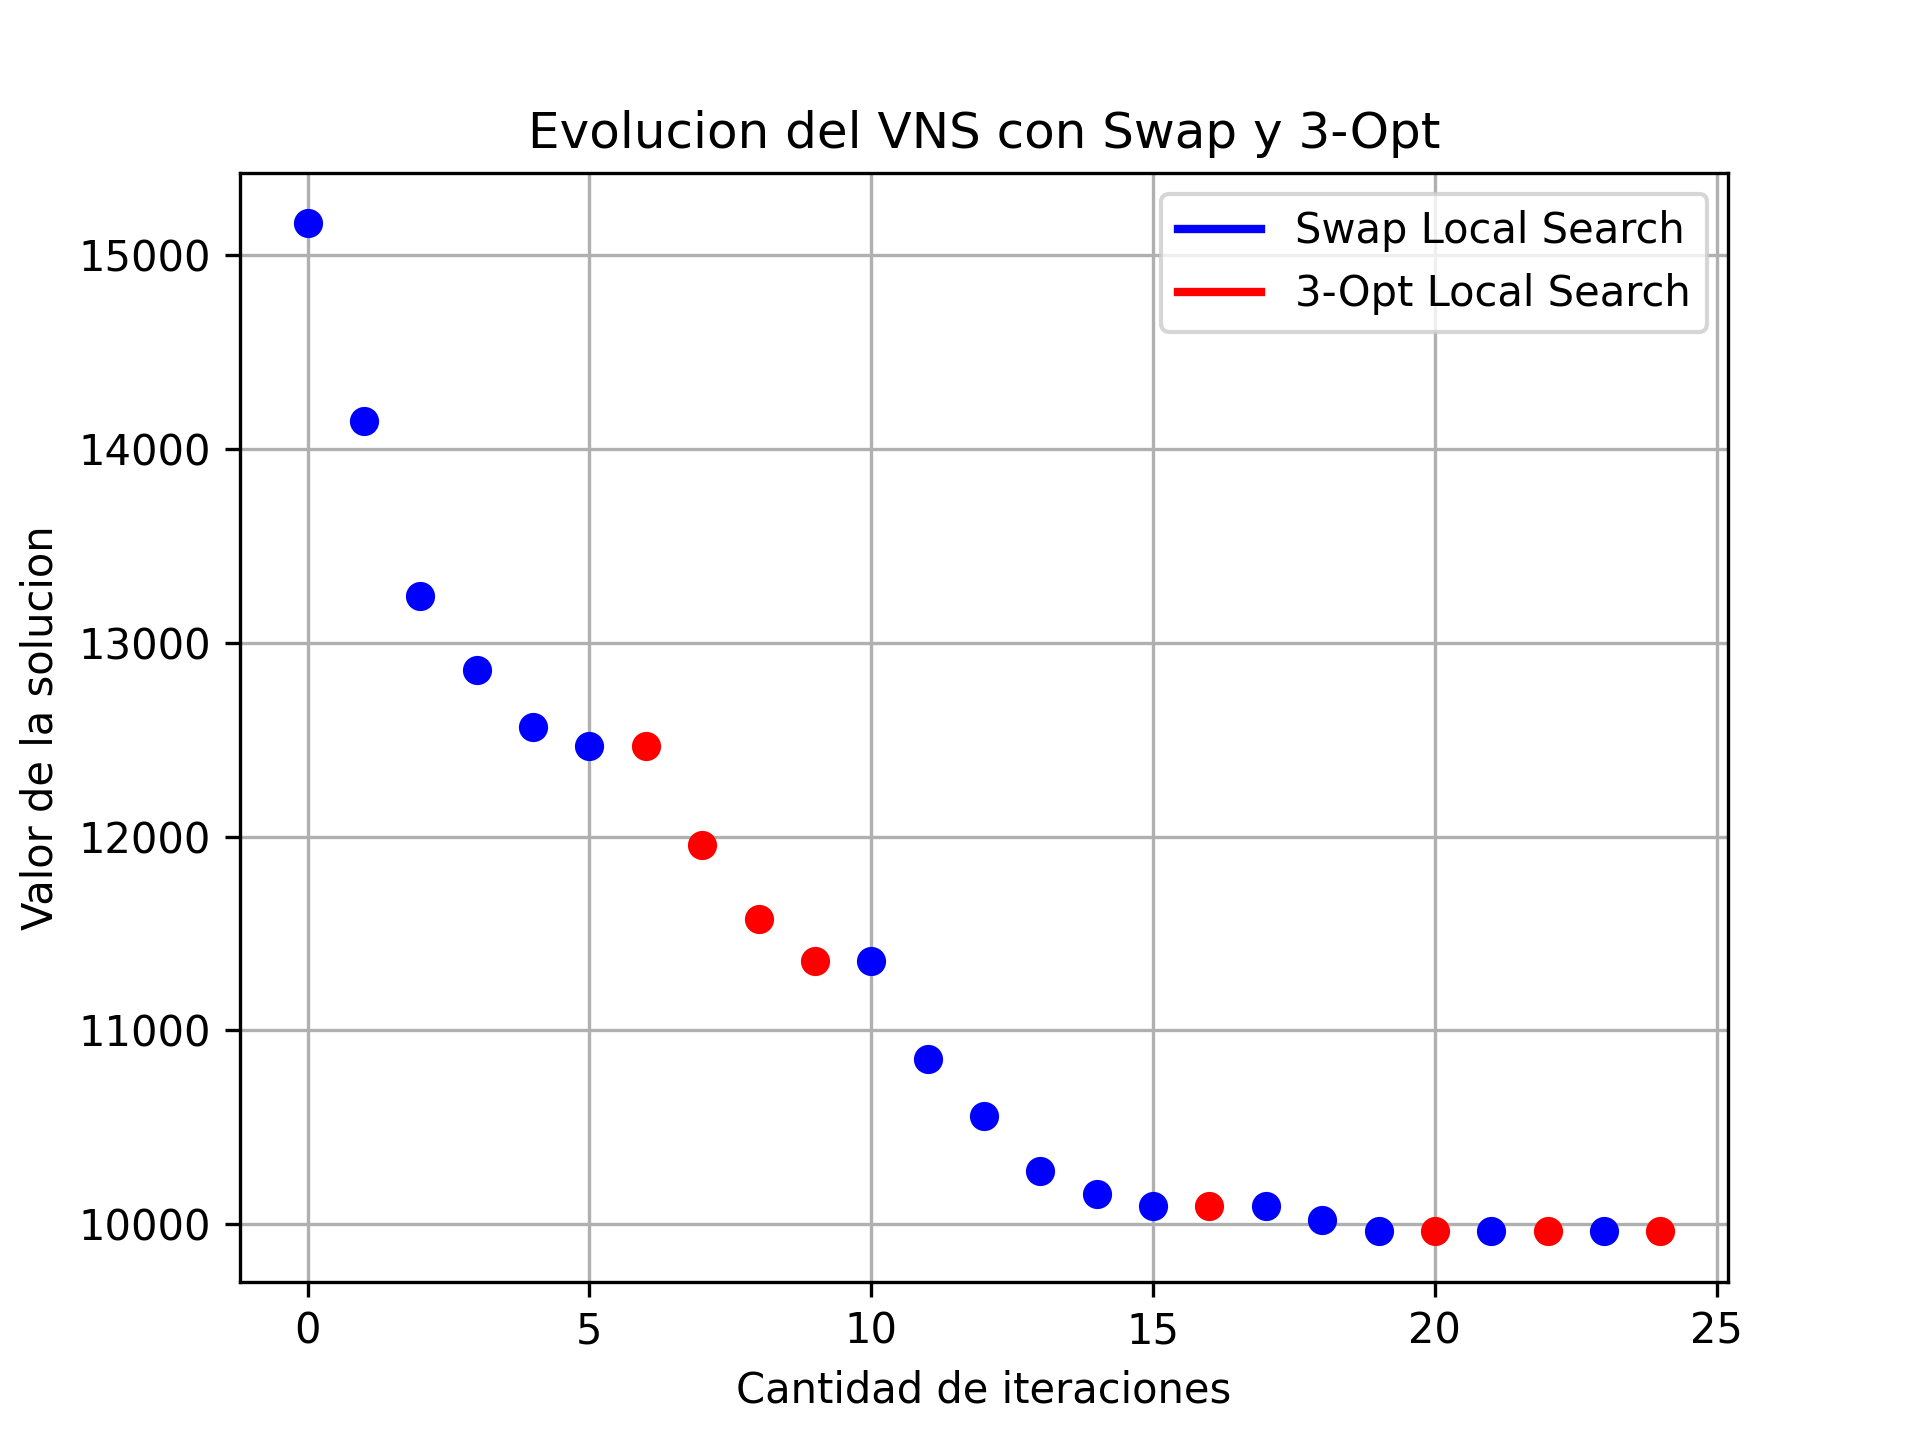 Evolucion del VNS con Swap y 3-Opt
Swap Local Search
3-Opt Local Search
Valor de la solucion
15000
14000
13000
12000
11000
10000
0 5 10 15 20 25
Cantidad de iteraciones